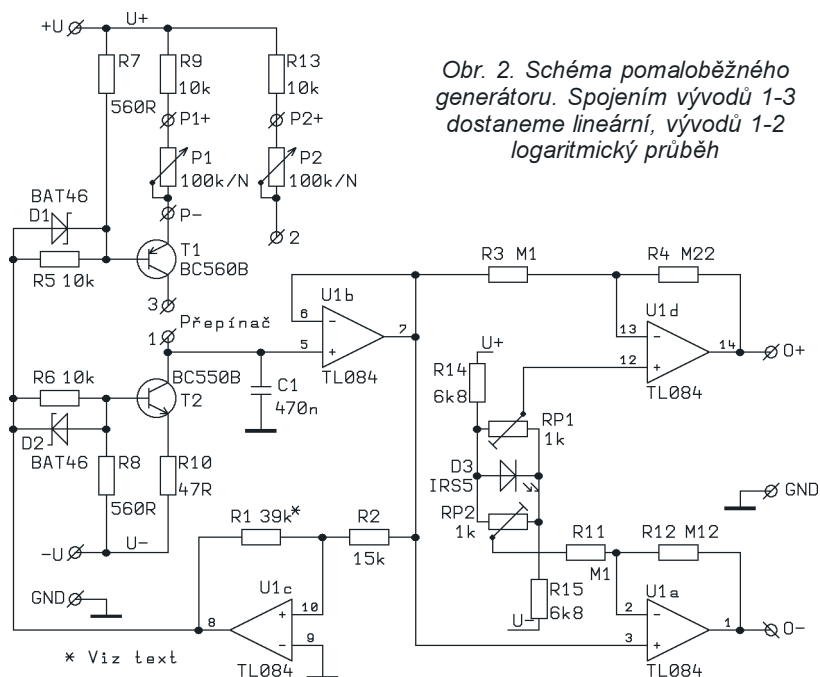 +U
U+
R7
560R
R9
10k
P1+
P1
100k/N
P-
R13
10k
P2+
P2
100k/N
2
Obr. 2. Schéma pomaloběžného
generátoru. Spojením vývodů 1-3
dostaneme lineární, vývodů 1-2
logaritmický průběh
BAT46
D1
R5 10k
T1
BC560B
3
Přepínač
1
R6 10k
BC550B
T2
D2
BAT46
R8
560R
R10
47R
C1
470n
U1b
6
-
5
+
7
TL084
R3 M1
R4 M22
U1d
13
-
12
+
14
TL084
O+
U+
R14
6k8
RP1
1k
D3
IRS5
RP2
1k
R15
6k8
U-
R11
M1
R12 M12
GND
U1a
2
-
3
+
1
TL084
O-
-U
U-
R1 39k*
R2
15k
U1c
8
+
10
-
9
TL084
GND
* Viz text